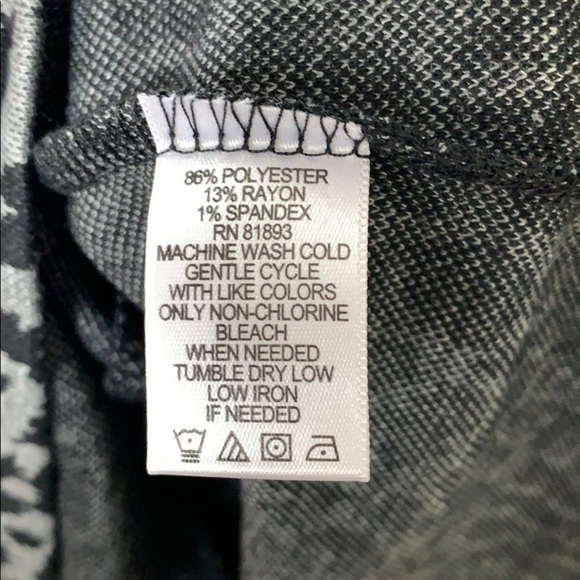 86% POLYESTER
13% RAYON
1% SPANDEX
RN 81893
MACHINE WASH COLD
GENTLE CYCLE
WITH LIKE COLORS
ONLY NON-CHLORINE
BLEACH
WHEN NEEDED
TUMBLE DRY LOW
LOW IRON
IF NEEDED